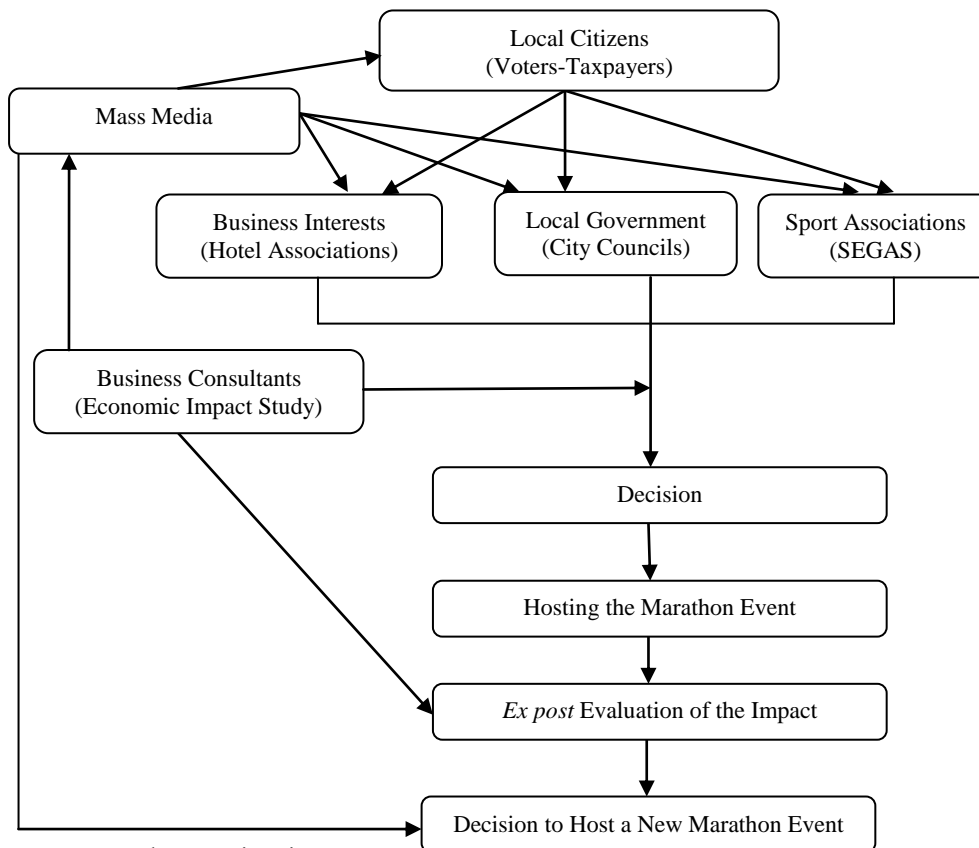 Local Citizens
(Voters-Taxpayers)
Mass Media
Business Interests
(Hotel Associations)
Local Government
(City Councils)
Sport Associations
(SEGAS)
Business Consultants
(Economic Impact Study)
Decision
Hosting the Marathon Event
Ex post Evaluation of the Impact
Decision to Host a New Marathon Event